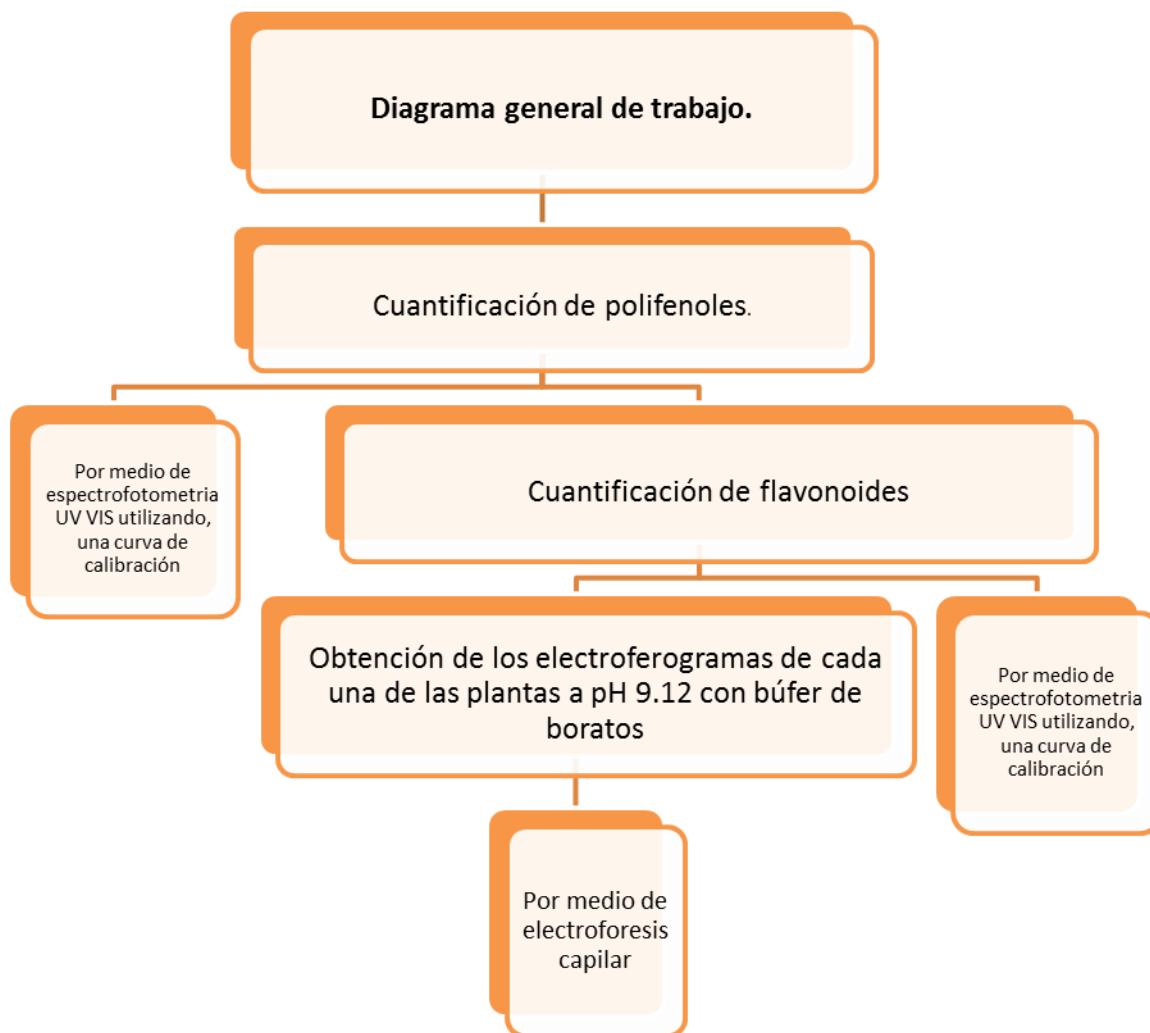 Diagrama general de trabajo.
Cuantificación de polifenoles.
Por medio de
espectrofotometria
UV VIS utilizando,
una curva de
calibración
Cuantificación de flavonoides
Obtención de los electroferogramas de cada
una de las plantas a pH 9.12 con búfer de
boratos
Por medio de
espectrofotometria
UV VIS utilizando,
una curva de
calibración
Por medio de
electroforesis
capilar